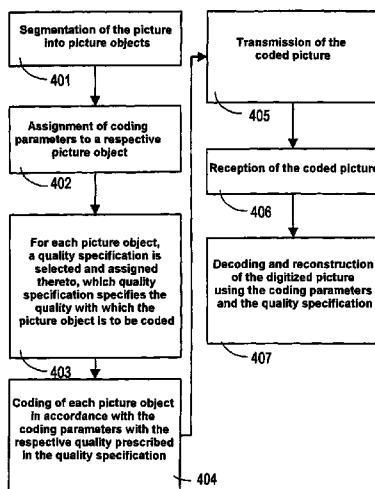 Segmentation of the picture
into picture objects
401
Assignment of coding
parameters to a respective
picture object
402
For each picture object,
a quality specification is
selected and assigned
thereto, which quality
specification specifies the
quality with which the
picture object is to be coded
403
Coding of each picture object
in accordance with the
coding parameters with the
respective quality prescribed
in the quality specification
404
Transmission of the
coded picture
405
Reception of the coded picture
406
Decoding and reconstruction
of the digitized picture
using the coding parameters
and the quality specification
407